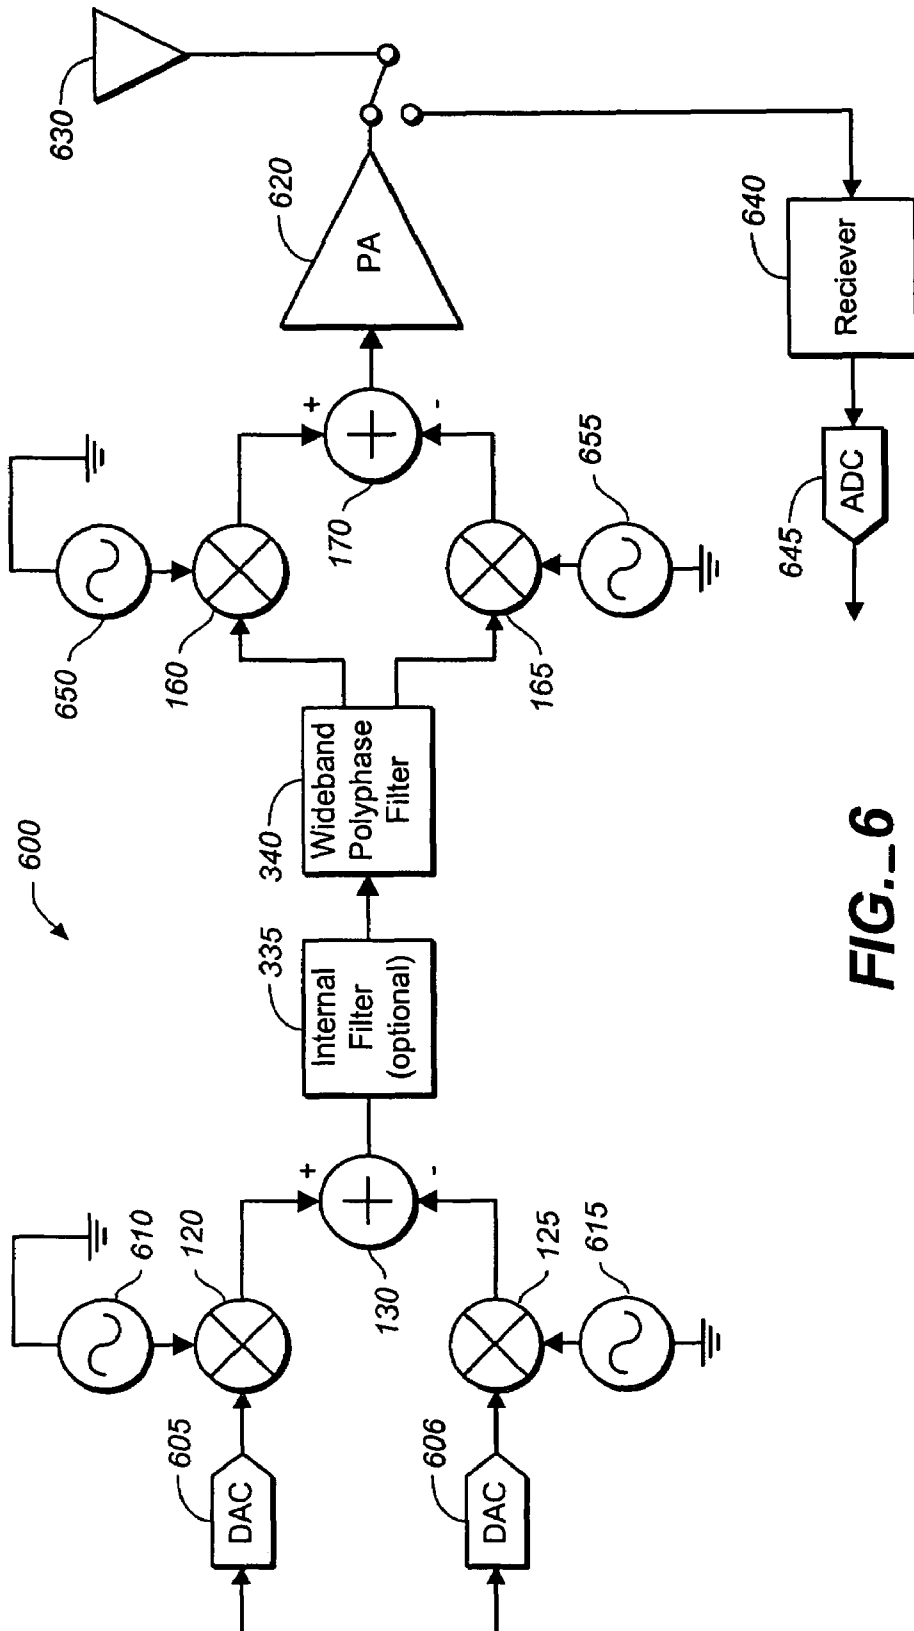 600
630
650
610
620
PA
160
120
+
+
605
DAC
335
340
Internal
Filter
(optional)
Wideband
Polyphase
Filter
130
170
-
-
606
DAC
125
165
615
655
640
Reciever
645
ADC
FIG._6